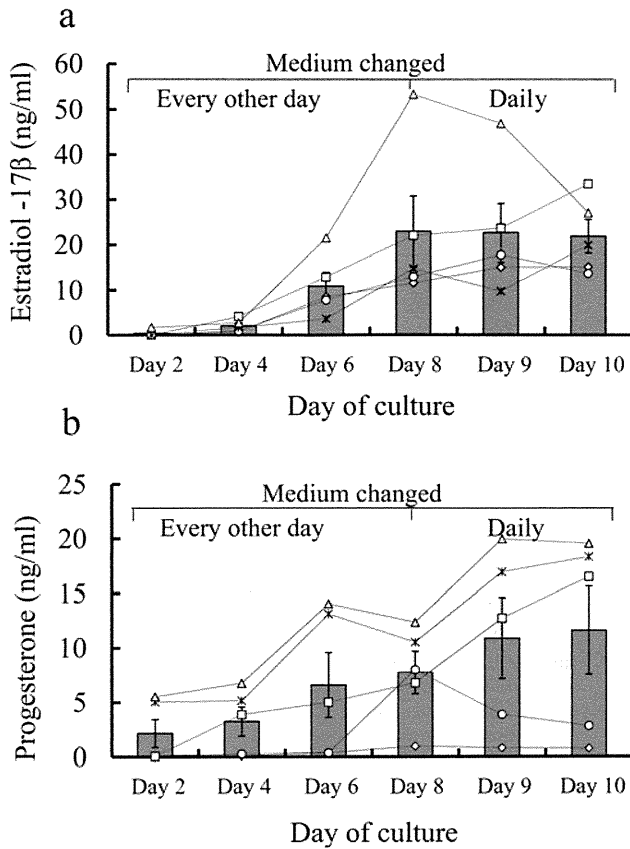 a
Medium changed
Every other day Daily
Estradiol -17β (ng/ml)
60
50
40
30
20
10
0
Day 2 Day 4 Day 6 Day 8 Day 9 Day 10
Day of culture
b
Medium changed
Every other day Daily
Progesterone (ng/ml)
25
20
15
10
5
0
Day 2 Day 4 Day 6 Day 8 Day 9 Day 10
Day of culture